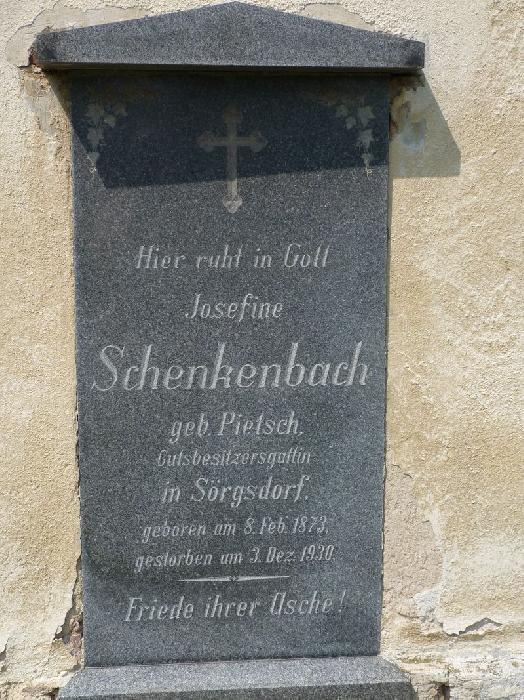 Hier ruht in Gott
Josefine
Schenkenbach
geb. Pietsch,
Gutsbesitzersgattin
in Sörgsdorf,
geboren am 8. Feb. 1873,
gestorben am 3. Dez. 1930.
Friede ihrer Asche!